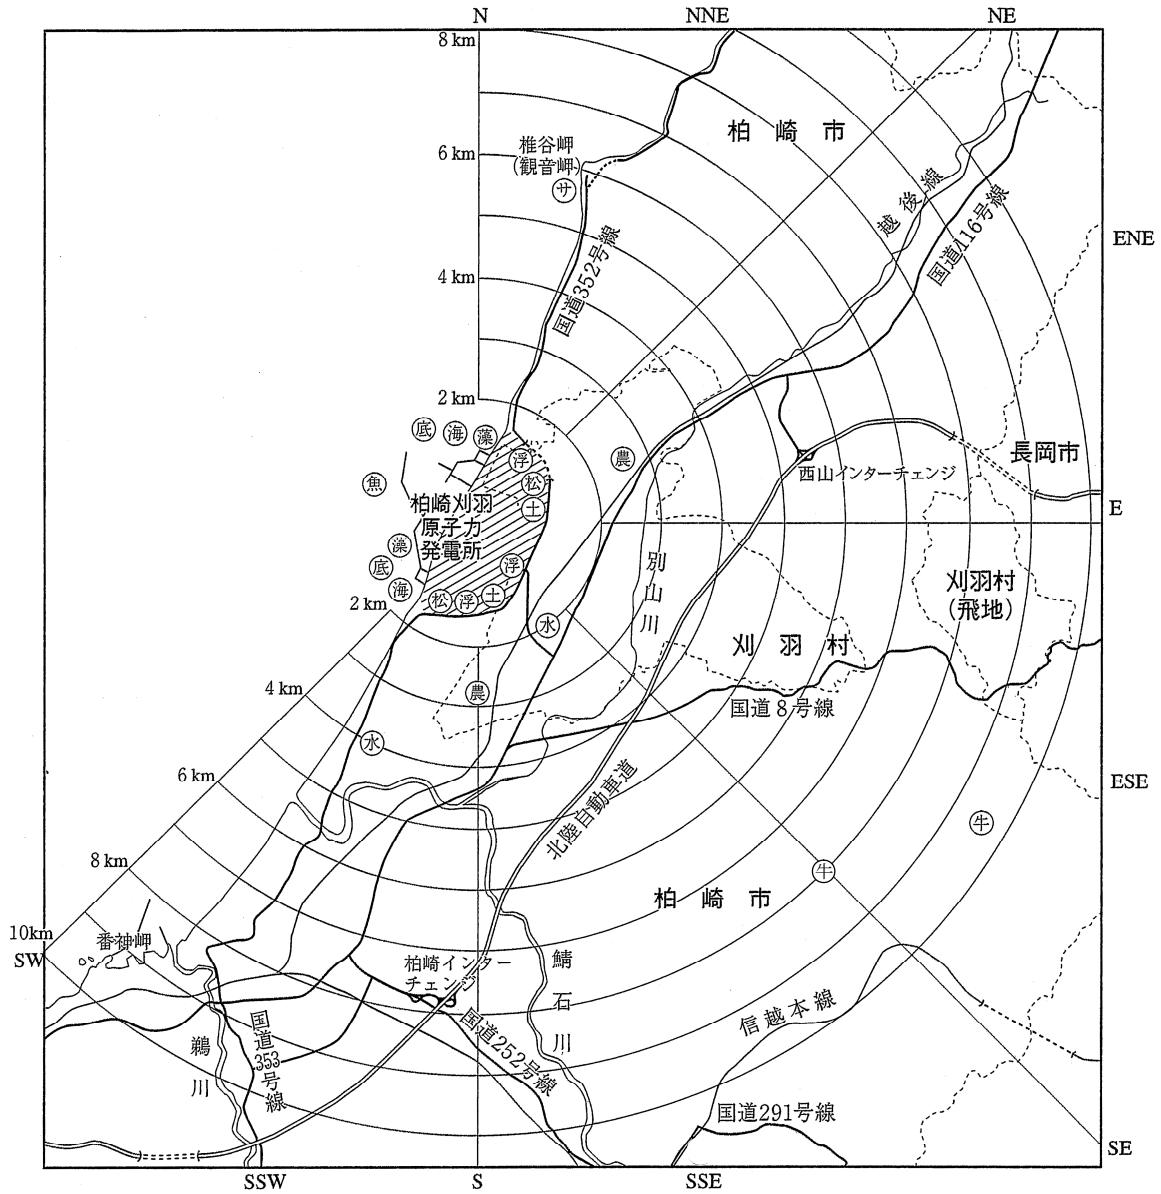 N
NNE
NE
8 km
柏崎市
椎谷岬
(観音岬)
6 km
サ
越後線
国道116号線
ENE
国道352号線
4 km
2 km
底
海
藻
浮
農
魚
松
土
柏崎刈羽
原子力
発電所
西山インターチェンジ
長岡市
E
藻
底
海
浮
松
浮
土
2 km
水
別山川
刈羽村
(飛地)
刈羽村
農
4 km
国道8号線
水
6 km
北陸自動車道
ESE
牛
8 km
牛
柏崎市
10km
SW
番神岬
柏崎インター
チェンジ
鯖石川
信越本線
国道353号線
鵜川
国道252号線
国道291号線
SE
SSW
S
SSE